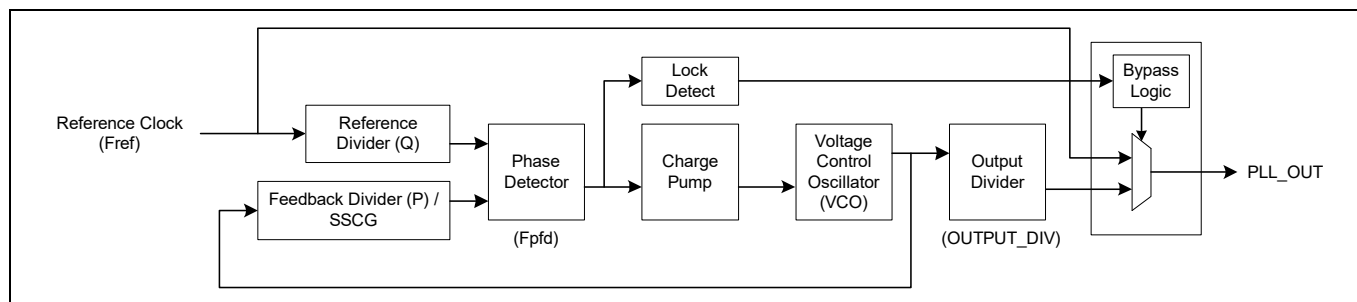 Reference Clock
(Fref)
Reference
Divider (Q)
Feedback Divider (P) /
SSCG
Phase
Detector
(Fpfd)
Lock
Detect
Charge
Pump
Voltage
Control
Oscillator
(VCO)
Output
Divider
(OUTPUT_DIV)
Bypass
Logic
PLL_OUT